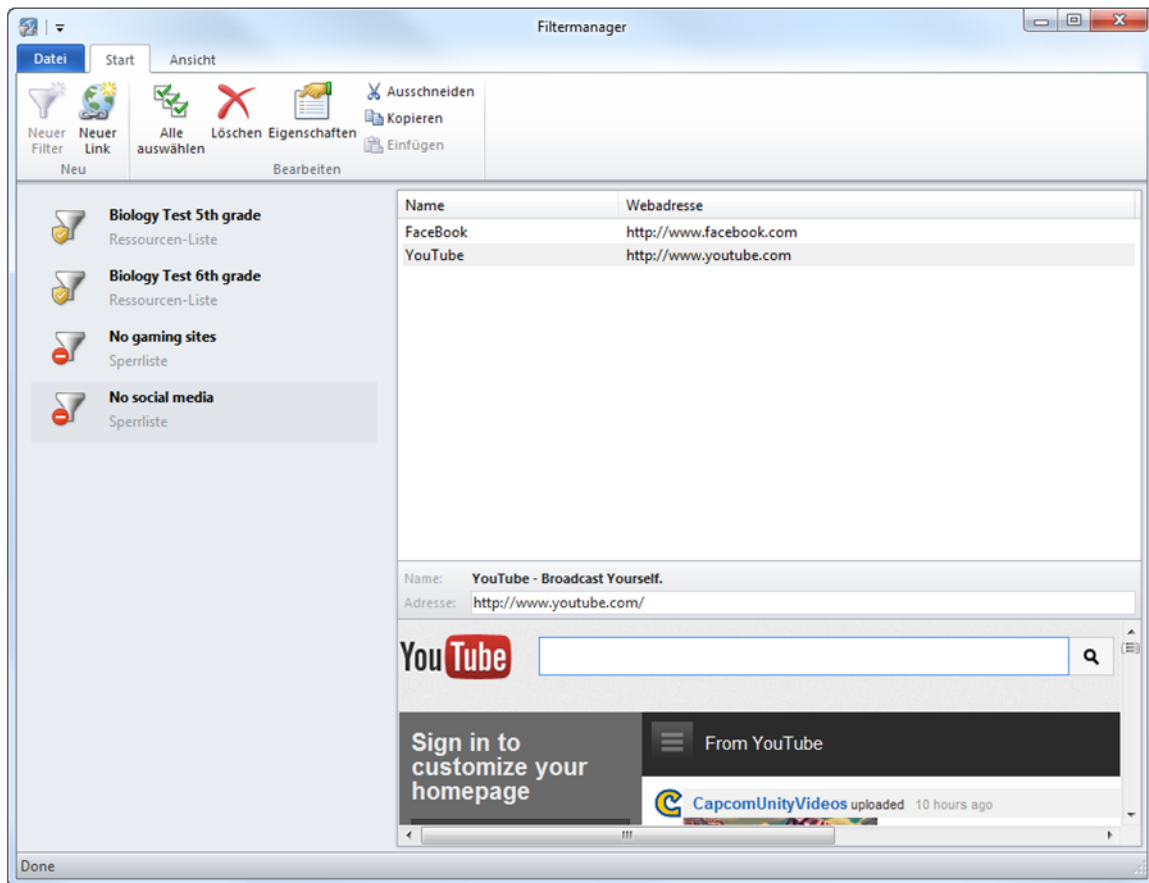 Filtermanager
Datei Start Ansicht
Neuer Filter
Neuer Link
Alle auswählen
Löschen
Eigenschaften
Ausschneiden
Kopieren
Einfügen
Neu
Bearbeiten
Biology Test 5th grade
Ressourcen-Liste
Biology Test 6th grade
Ressourcen-Liste
No gaming sites
Sperrliste
No social media
Sperrliste
Name Webadresse
FaceBook http://www.facebook.com
YouTube http://www.youtube.com
Name: YouTube - Broadcast Yourself.
Adresse: http://www.youtube.com/
YouTube
Sign in to
customize your
homepage
From YouTube
CapcomUnityVideos uploaded 10 hours ago
Done